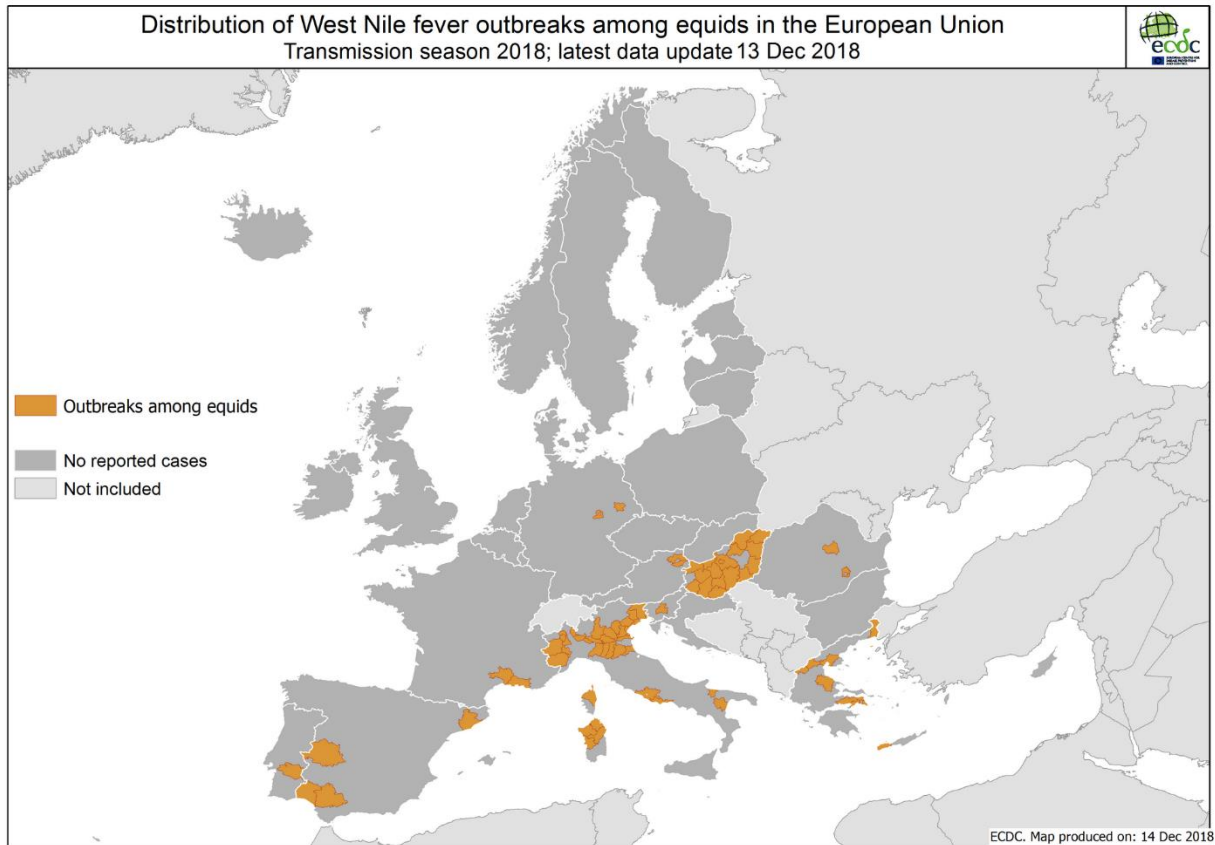 Distribution of West Nile fever outbreaks among equids in the European Union
Transmission season 2018; latest data update 13 Dec 2018
ecdc
Outbreaks among equids
No reported cases
Not included
ECDC. Map produced on: 14 Dec 2018